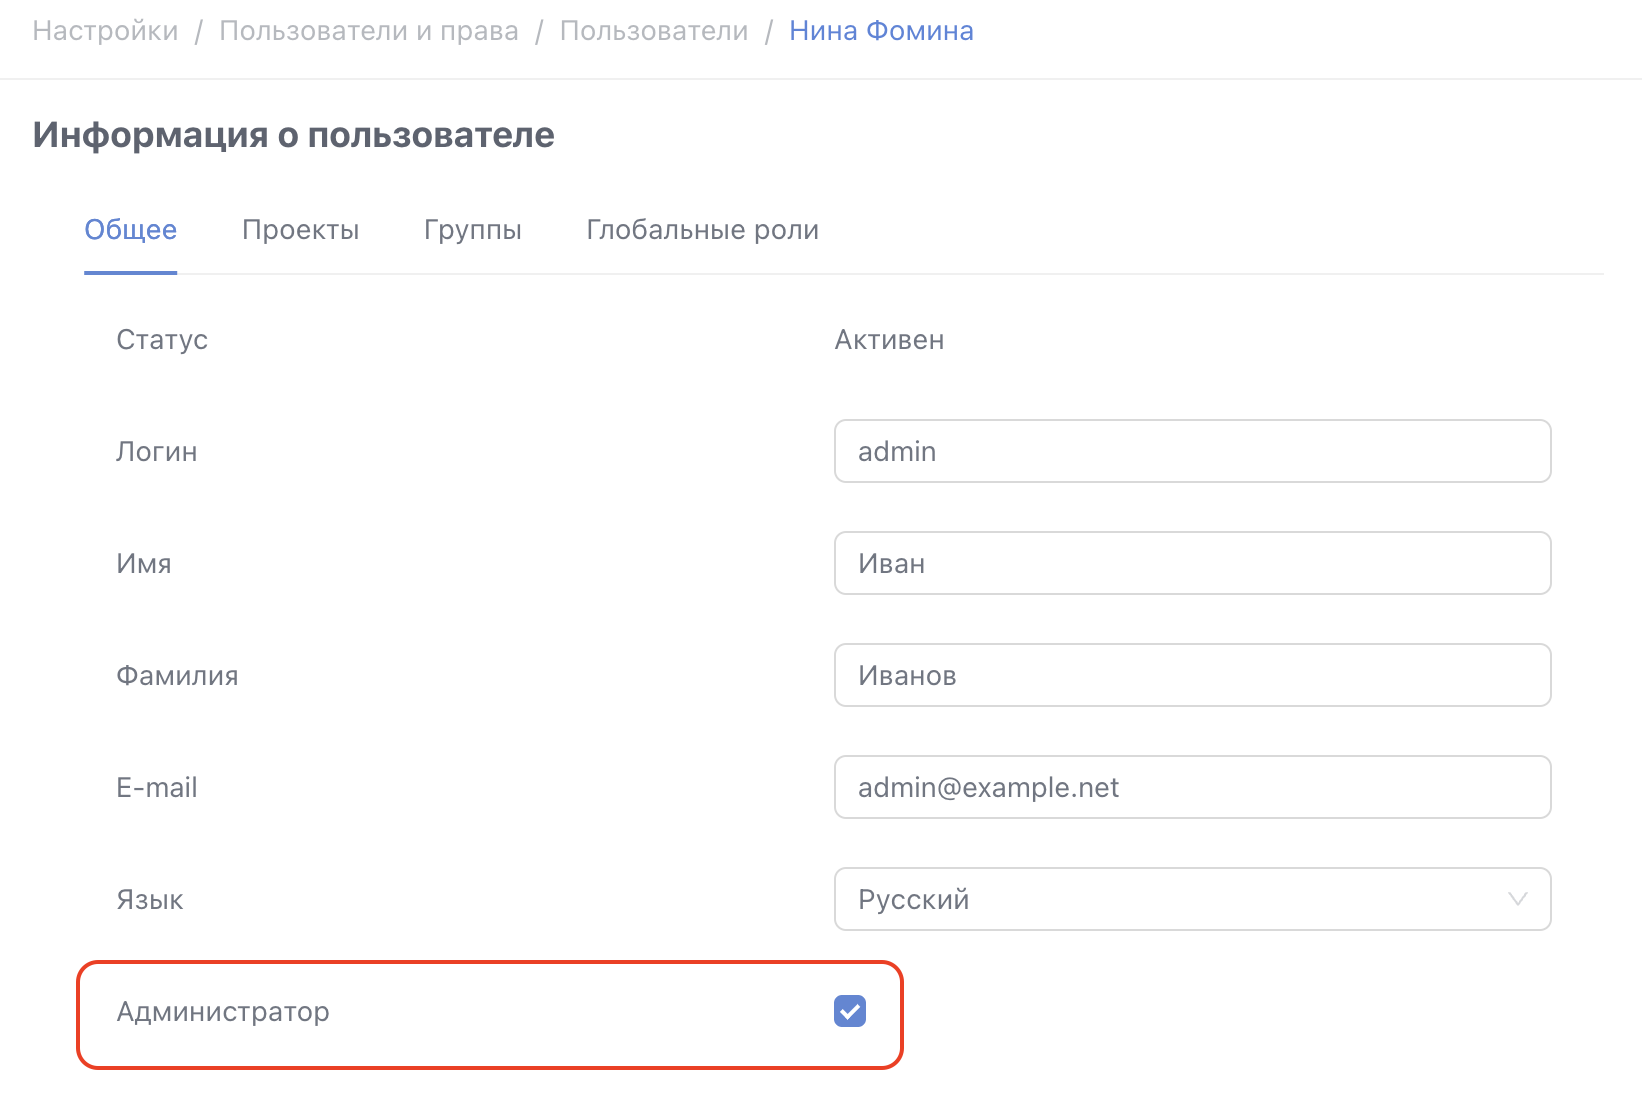 Настройки / Пользователи и права / Пользователи / Нина Фомина
Информация о пользователе
Общее Проекты Группы Глобальные роли
Статус Активен
Логин admin
Имя Иван
Фамилия Иванов
E-mail admin@example.net
Язык Русский
Администратор